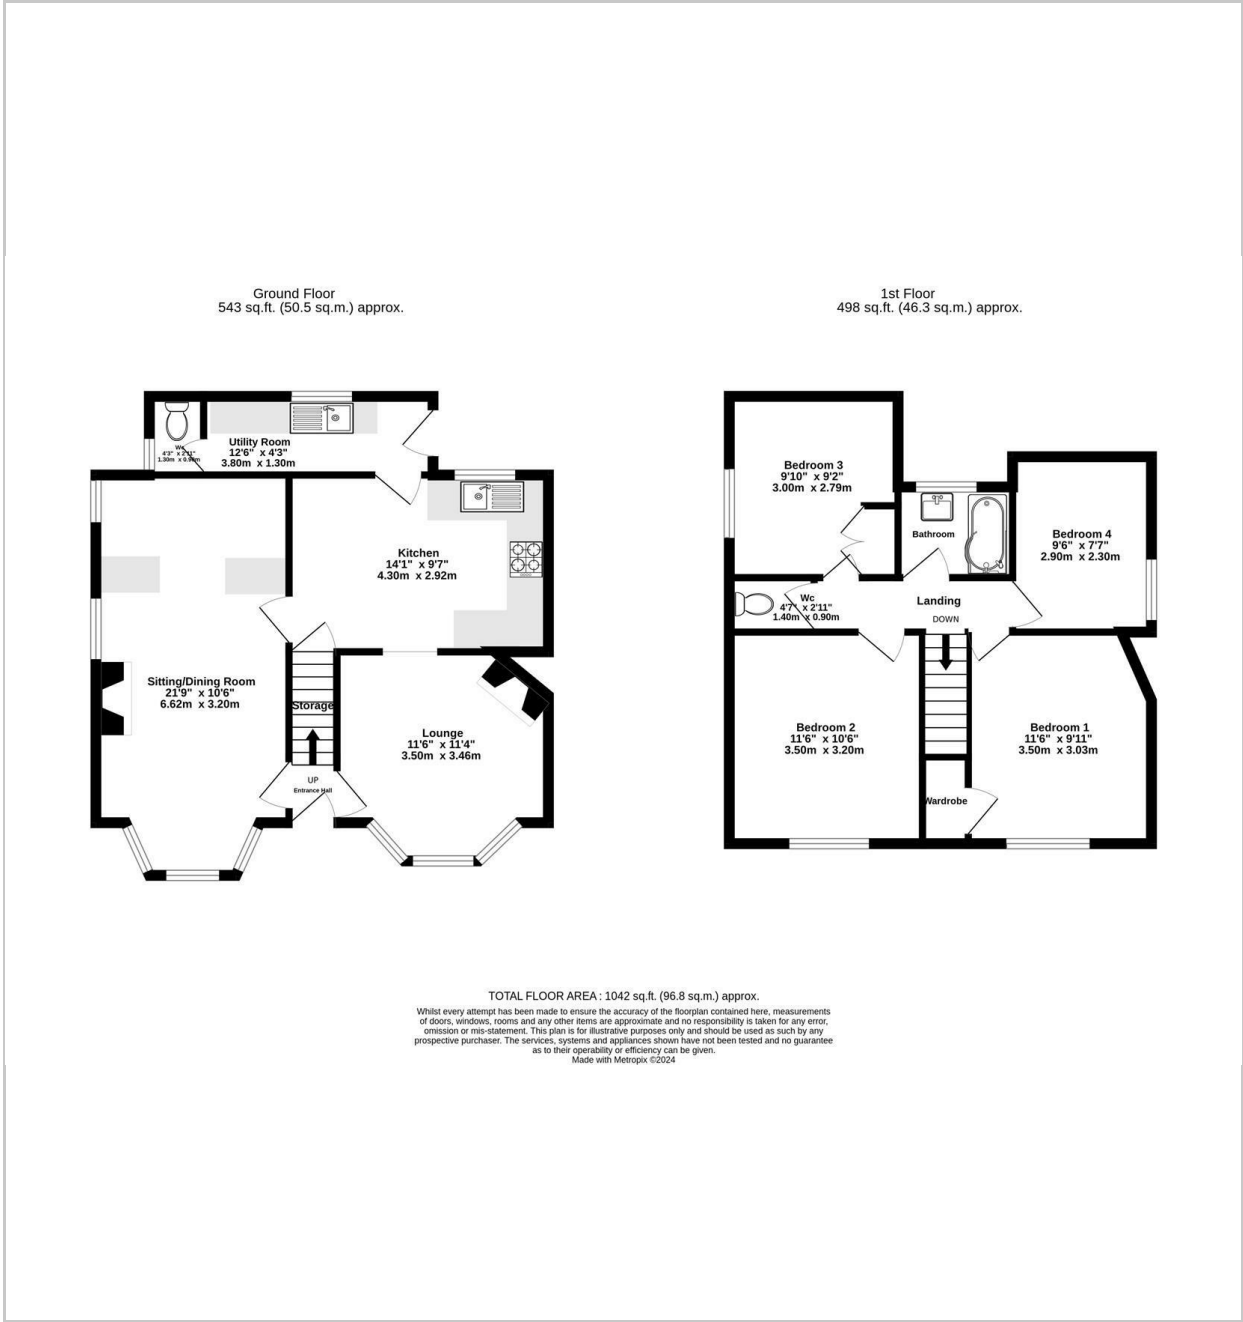 Ground Floor
543 sq.ft. (50.5 sq.m.) approx.
1st Floor
498 sq.ft. (46.3 sq.m.) approx.
Wc
4'3" x 2'11"
1.30m x 0.90m
Utility Room
12'6" x 4'3"
3.80m x 1.30m
Kitchen
14'1" x 9'7"
4.30m x 2.92m
Sitting/Dining Room
21'9" x 10'6"
6.62m x 3.20m
Storage
Lounge
11'6" x 11'4"
3.50m x 3.46m
UP
Entrance Hall
Bedroom 3
9'10" x 9'2"
3.00m x 2.79m
Bathroom
Bedroom 4
9'6" x 7'7"
2.90m x 2.30m
Wc
4'7" x 2'11"
1.40m x 0.90m
Landing
DOWN
Bedroom 2
11'6" x 10'6"
3.50m x 3.20m
Bedroom 1
11'6" x 9'11"
3.50m x 3.03m
Wardrobe
TOTAL FLOOR AREA : 1042 sq.ft. (96.8 sq.m.) approx.
Whilst every attempt has been made to ensure the accuracy of the floorplan contained here, measurements
of doors, windows, rooms and any other items are approximate and no responsibility is taken for any error,
omission or mis-statement. This plan is for illustrative purposes only and should be used as such by any
prospective purchaser. The services, systems and appliances shown have not been tested and no guarantee
as to their operability or efficiency can be given.
Made with Metropix ©2024